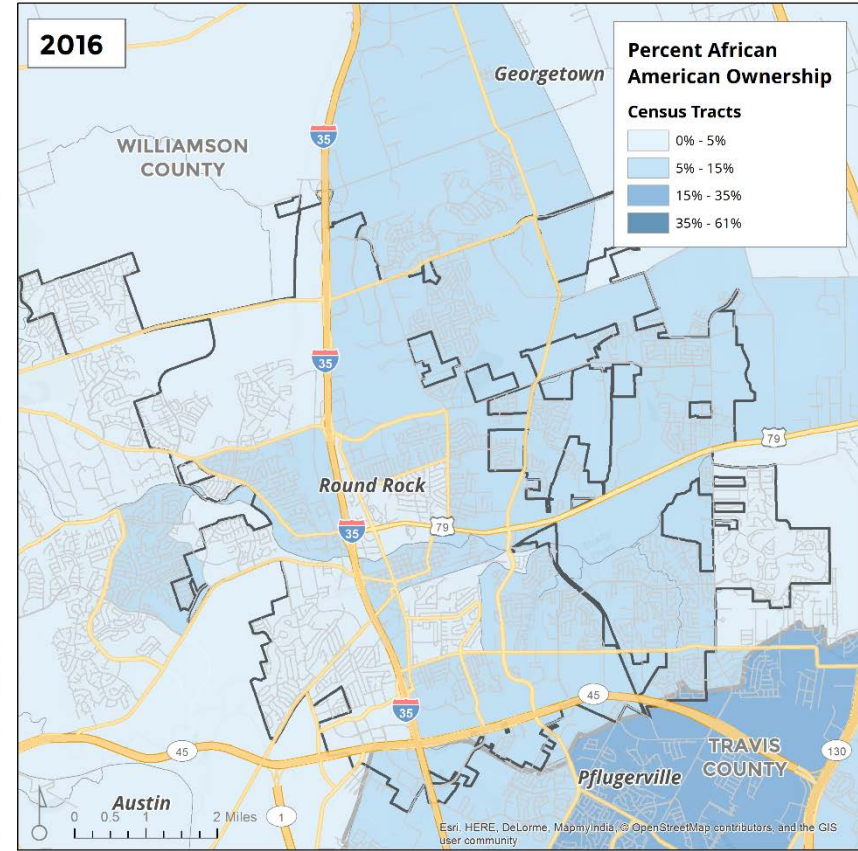 2016
Percent African
American Ownership
Census Tracts
0% - 5%
5% - 15%
15% - 35%
35% - 61%
Georgetown
35
WILLIAMSON
COUNTY
35
79
Round Rock
35
79
45
35
45
TRAVIS
COUNTY
130
Pflugerville
Austin
1
0 0.5 1 2 Miles
Esri, HERE, DeLorme, MapmyIndia, © OpenStreetMap contributors, and the GIS
user community